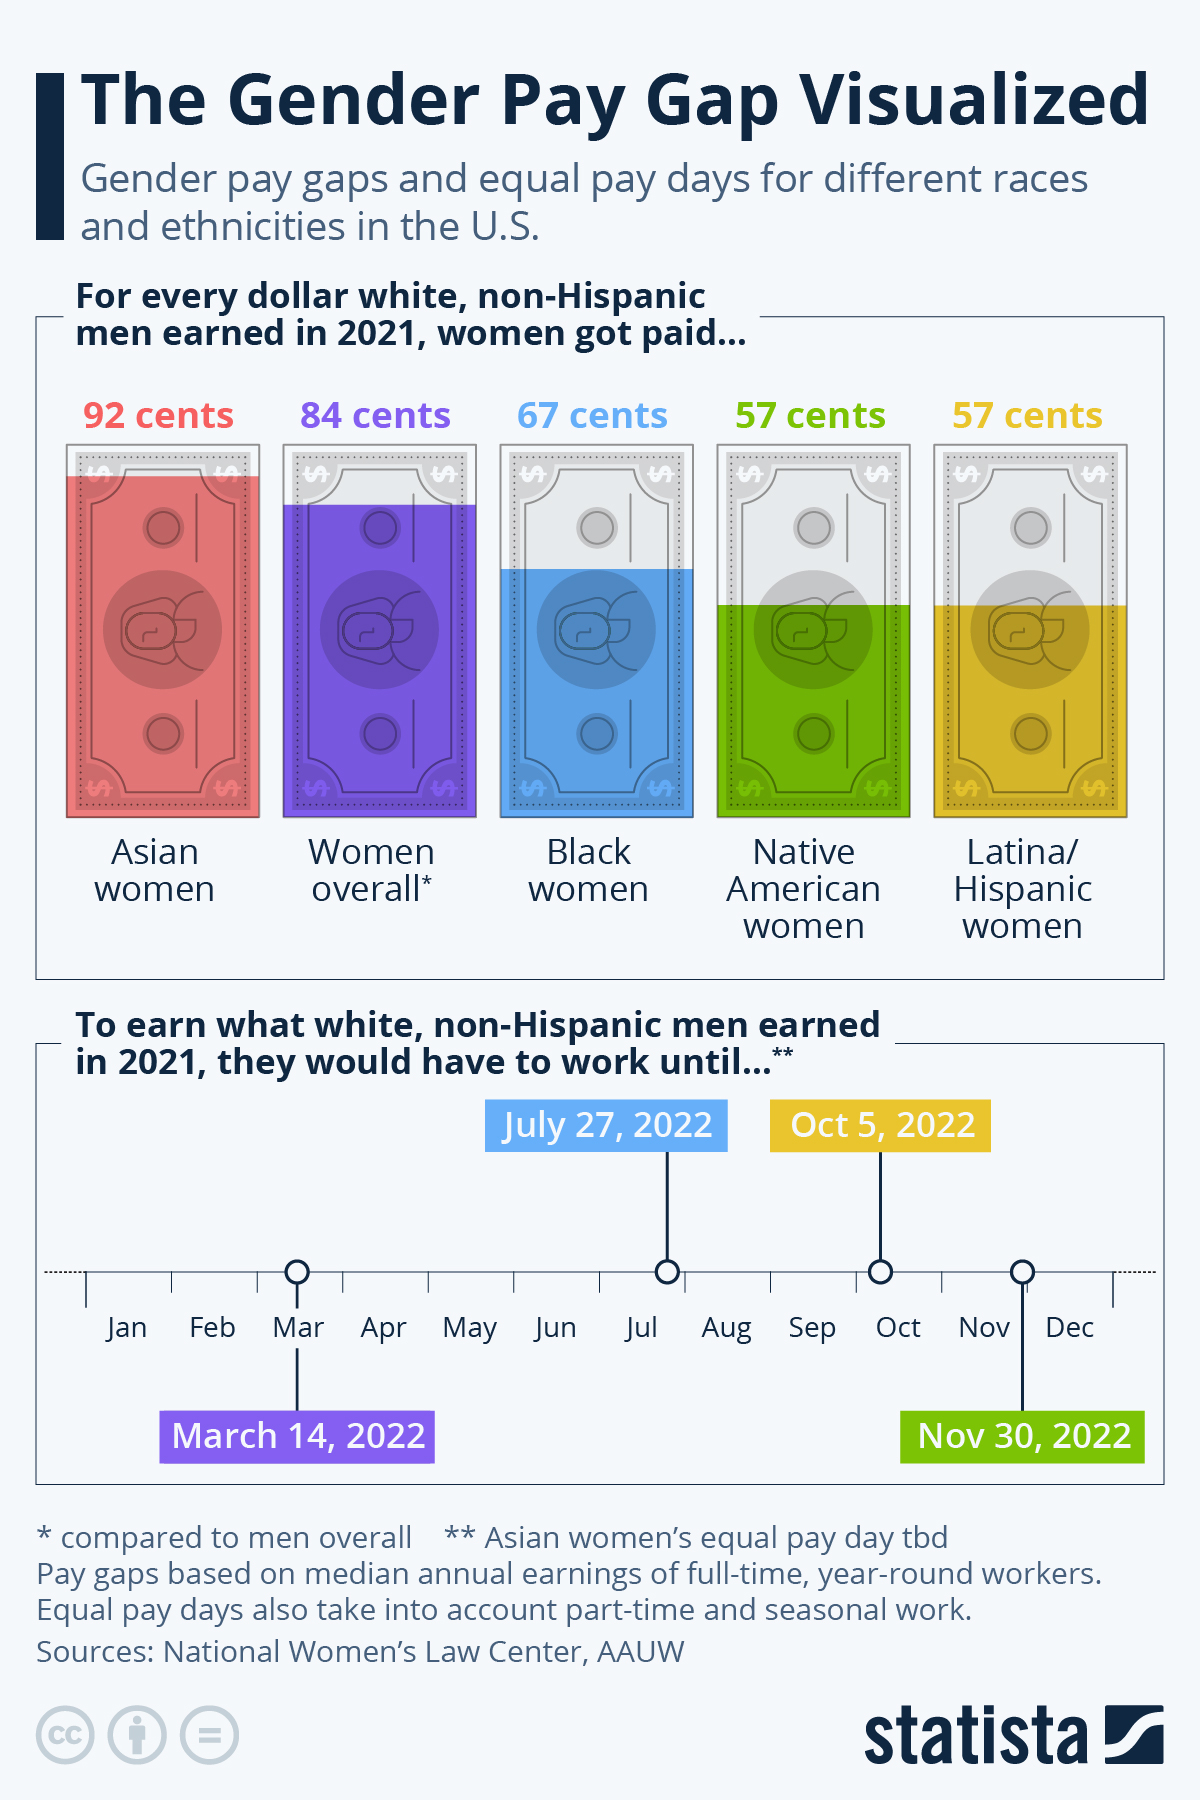 The Gender Pay Gap Visualized
Gender pay gaps and equal pay days for different races
and ethnicities in the U.S.
For every dollar white, non-Hispanic
men earned in 2021, women got paid...
92 cents
84 cents
67 cents
57 cents
57 cents
$ $
$ $
$ $
$ $
$ $
$ $
$ $
$ $
$ $
$ $
Asian
women
Women
overall*
Black
women
Native
American
women
Latina/
Hispanic
women
To earn what white, non-Hispanic men earned
in 2021, they would have to work until...**
July 27, 2022
Oct 5, 2022
Jan Feb Mar Apr May Jun Jul Aug Sep Oct Nov Dec
March 14, 2022
Nov 30, 2022
* compared to men overall ** Asian women's equal pay day tbd
Pay gaps based on median annual earnings of full-time, year-round workers.
Equal pay days also take into account part-time and seasonal work.
Sources: National Women's Law Center, AAUW
cc
statista